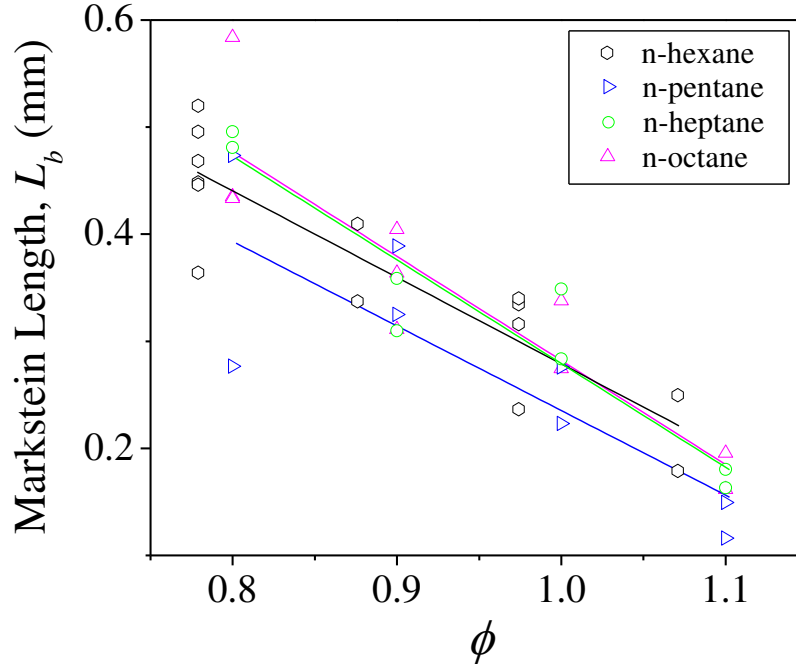 0.6
0.4
0.2
0.8
0.9
1.0
1.1
Markstein Length, L_b (mm)
ϕ
n-hexane
n-pentane
n-heptane
n-octane